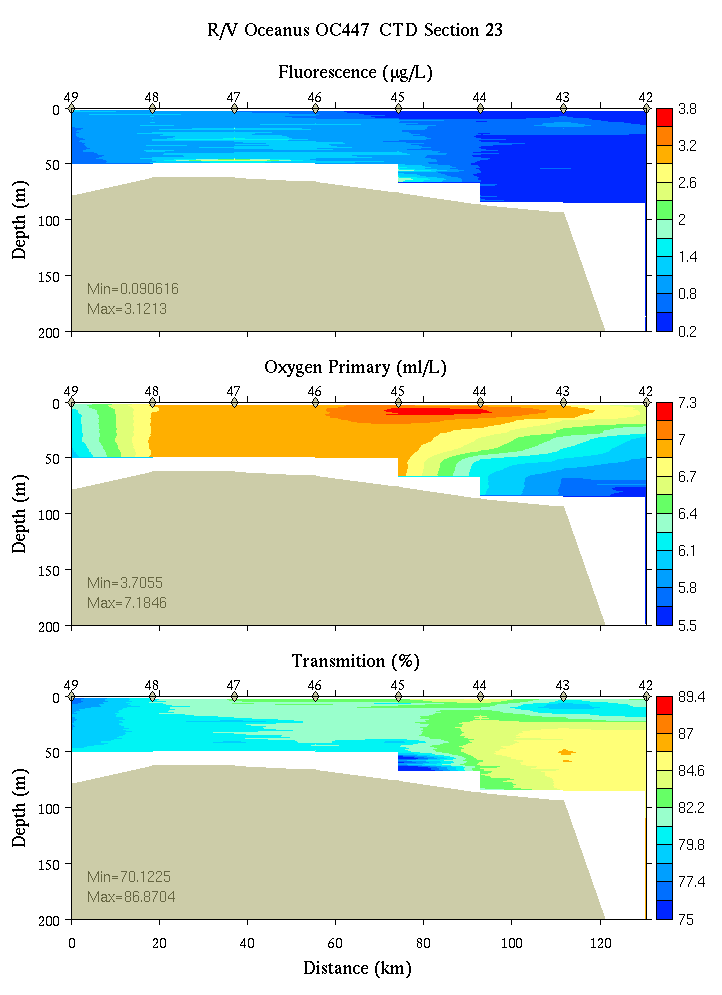 R/V Oceanus OC447 CTD Section 23
Fluorescence (µg/L)
49 48 47 46 45 44 43 42
0
50
100
150
200
Depth (m)
Min=0.090616
Max=3.1213
3.8
3.2
2.6
2
1.4
0.8
0.2
Oxygen Primary (ml/L)
49 48 47 46 45 44 43 42
0
50
100
150
200
Depth (m)
Min=3.7055
Max=7.1846
7.3
7
6.7
6.4
6.1
5.8
5.5
Transmition (%)
49 48 47 46 45 44 43 42
0
50
100
150
200
Depth (m)
Min=70.1225
Max=86.8704
89.4
87
84.6
82.2
79.8
77.4
75
0 20 40 60 80 100 120
Distance (km)